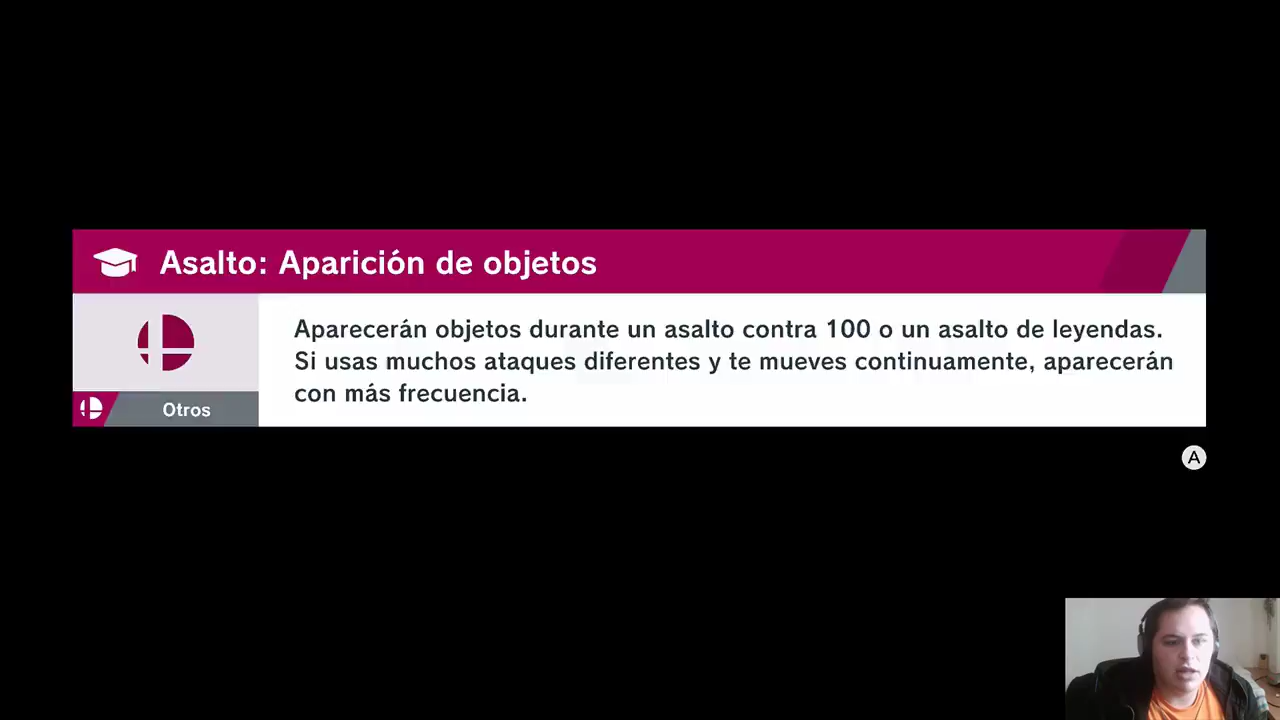 Asalto: Aparición de objetos
Aparecerán objetos durante un asalto contra 100 o un asalto de leyendas.
Si usas muchos ataques diferentes y te mueves continuamente, aparecerán
con más frecuencia.
Otros
A